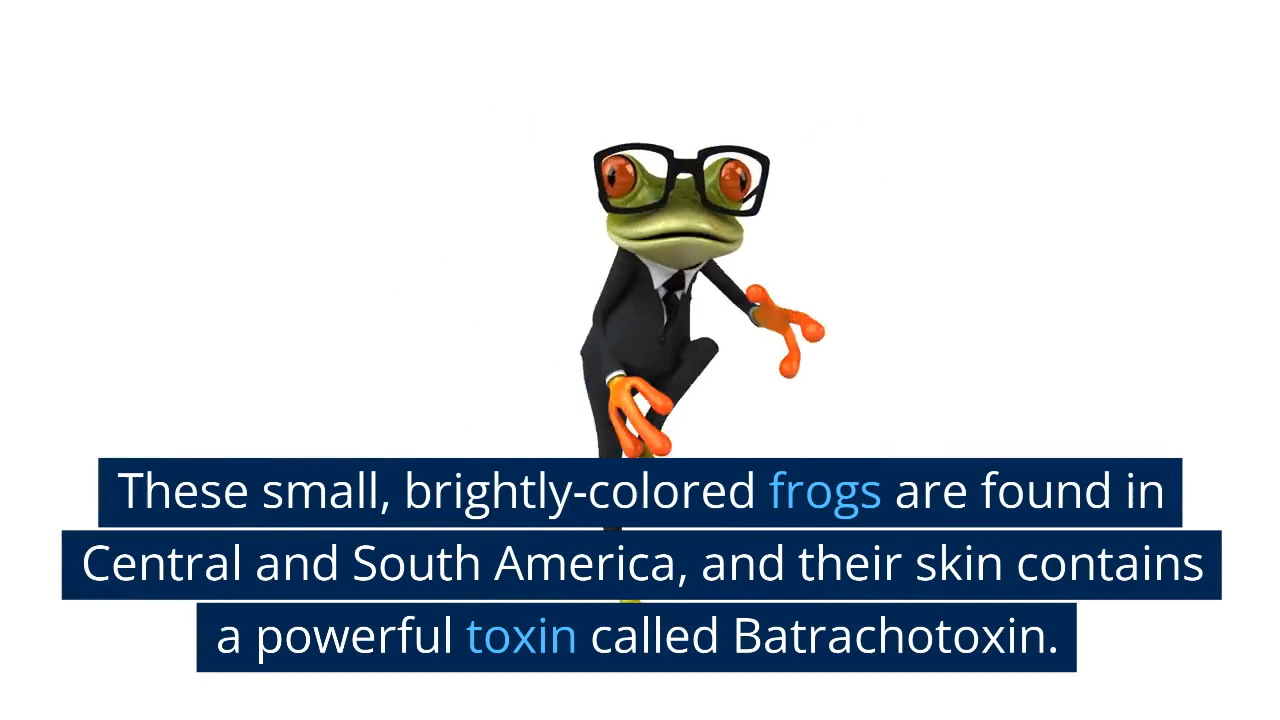 These small, brightly-colored frogs are found in
Central and South America, and their skin contains
a powerful toxin called Batrachotoxin.